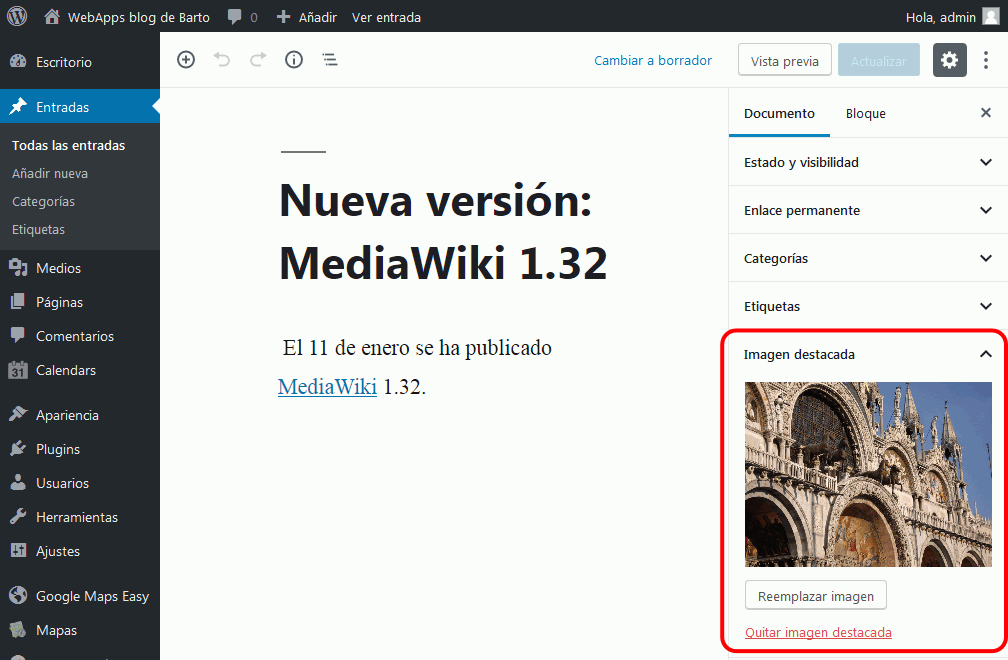 WebApps blog de Barto 0 Añadir Ver entrada Hola, admin
Escritorio
Entradas
Todas las entradas
Añadir nueva
Categorías
Etiquetas
Medios
Páginas
Comentarios
31 Calendars
Apariencia
Plugins
Usuarios
Herramientas
Ajustes
Google Maps Easy
Mapas
Cambiar a borrador Vista previa Actualizar
Nueva versión:
MediaWiki 1.32
El 11 de enero se ha publicado
MediaWiki 1.32.
Documento Bloque
Estado y visibilidad
Enlace permanente
Categorías
Etiquetas
Imagen destacada
Reemplazar imagen
Quitar imagen destacada